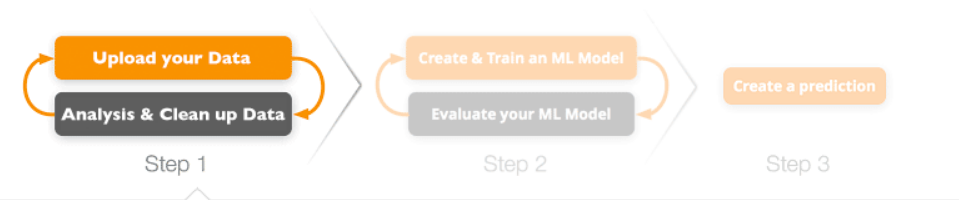 Upload your Data
Analysis & Clean up Data
Step 1
Create & Train an ML Model
Evaluate your ML Model
Step 2
Create a prediction
Step 3